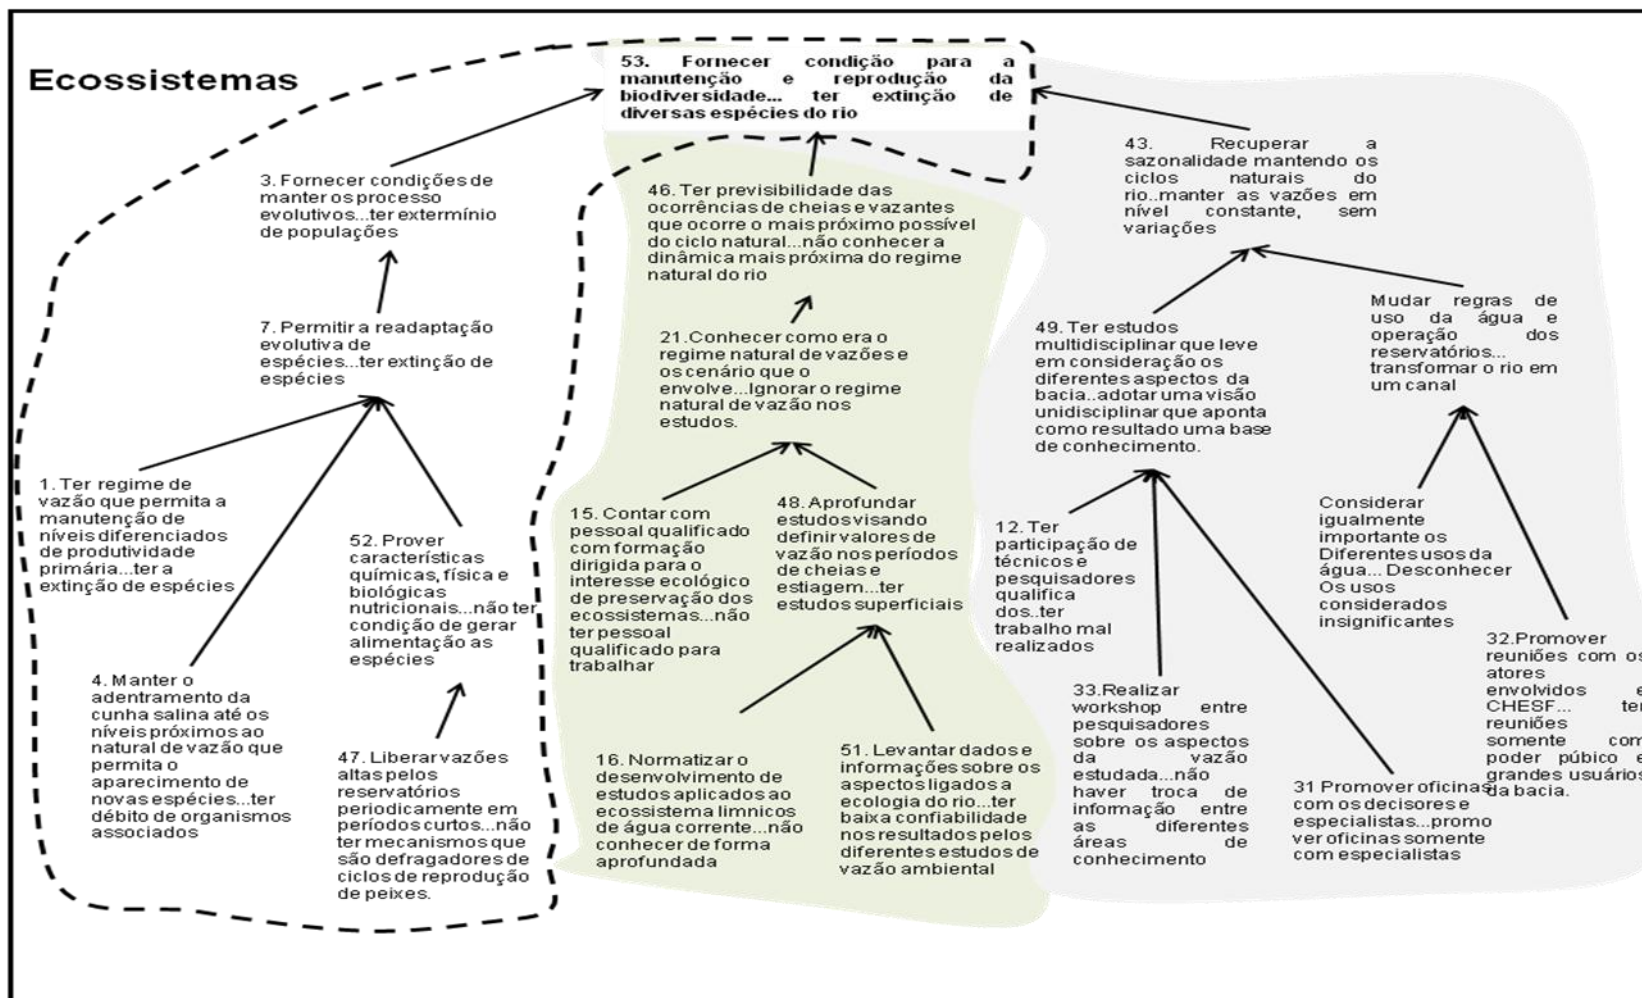 Ecossistemas
53. Fornecer condição para a
manutenção e reprodução da
biodiversidade... ter extinção de
diversas espécies do rio
3. Fornecer condições de
manter os processo
evolutivos...ter extermínio
de populações
7. Permitir a readaptação
evolutiva de
espécies...ter extinção de
espécies
1. Ter regime de
vazão que permita a
manutenção de
níveis diferenciados
de produtividade
primária...ter a
extinção de espécies
4. Manter o
adentramento da
cunha salina até os
níveis próximos ao
natural de vazão que
permita o
aparecimento de
novas espécies...ter
débito de organismos
associados
52. Prover
características
químicas, física e
biológicas
nutricionais...não ter
condição de gerar
alimentação as
espécies
47. Liberar vazões
altas pelos
reservatórios
periodicamente em
períodos curtos...não
ter mecanismos que
são defragadores de
ciclos de reprodução
de peixes.
46. Ter previsibilidade das
ocorrências de cheias e vazantes
que ocorre o mais próximo possível
do ciclo natural...não conhecer a
dinâmica mais próxima do regime
natural do rio
21.Conhecer como era o
regime natural de vazões e
os cenário que o
envolve...Ignorar o regime
natural de vazão nos
estudos.
15. Contar com
pessoal qualificado
com formação
dirigida para o
interesse ecológico
de preservação dos
ecossistemas...não
ter pessoal
qualificado para
trabalhar
48. Aprofundar
estudos visando
definir valores de
vazão nos períodos
de cheias e
estiagem...ter
estudos superficiais
16. Normatizar o
desenvolvimento de
estudos aplicados ao
ecossistema limnicos
de água corrente...não
conhecer de forma
aprofundada
51. Levantar dados e
informações sobre os
aspectos ligados a
ecologia do rio...ter
baixa confiabilidade
nos resultados pelos
diferentes estudos de
vazão ambiental
43. Recuperar a
sazonalidade mantendo os
ciclos naturais do
rio..manter as vazões em
nível constante, sem
variações
49. Ter estudos
multidisciplinar que leve
em consideração os
diferentes aspectos da
bacia..adotar uma visão
unidisciplinar que aponta
como resultado uma base
de conhecimento.
Mudar regras de
uso da água e
operação dos
reservatórios...
transformar o rio em
um canal
12. Ter
participação de
técnicos e
pesquisadores
qualifica
dos..ter
trabalho mal
realizados
33.Realizar
workshop entre
pesquisadores
sobre os aspectos
da vazão
estudada...não
haver troca de
informação entre
as diferentes
áreas de
conhecimento
31 Promover oficinas
com os decisores e
especialistas...promo
ver oficinas somente
com especialistas
Considerar
igualmente
importante os
Diferentes usos da
água... Desconhecer
Os usos
considerados
insignificantes
32.Promover
reuniões com os
atores
envolvidos e
CHESF... ter
reuniões
somente com
poder púbico e
grandes usuários
da bacia.